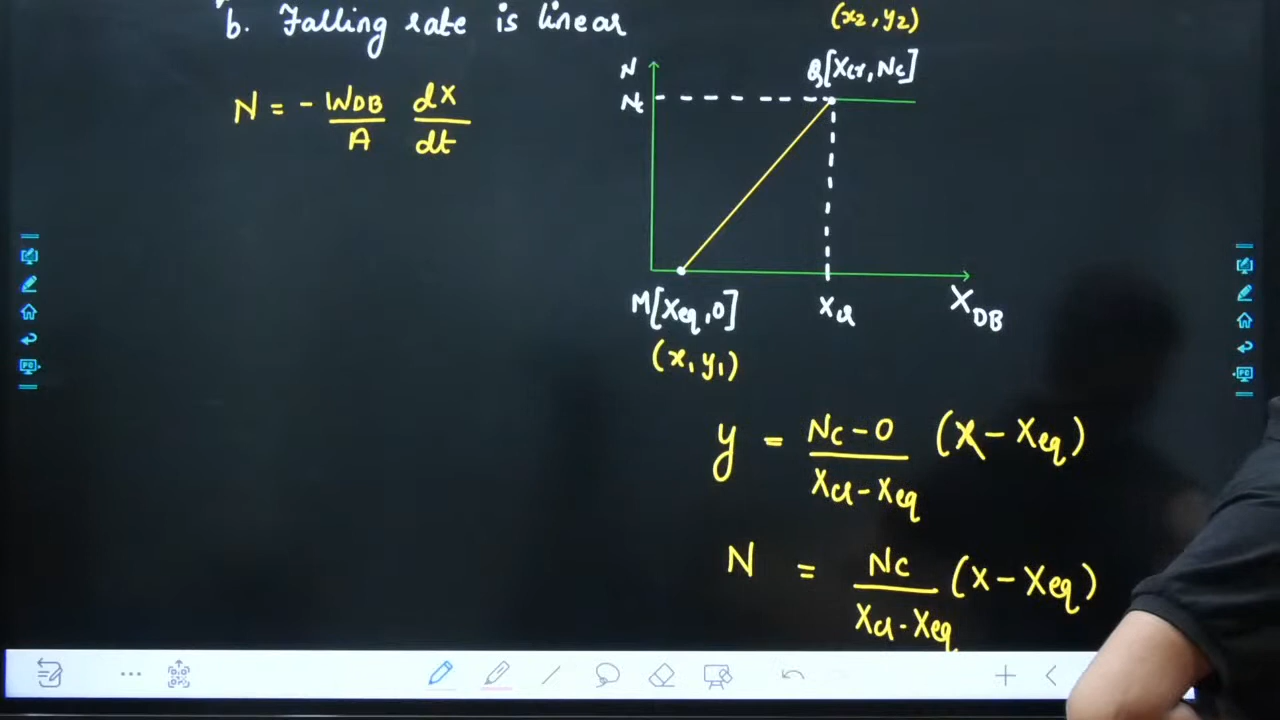 b. Falling rate is linear
(x2, y2)
N = - WDB/A dX/dt
N
Nc
Q[Xcr, Nc]
M[Xeq, 0]
Xcr
XDB
(x1 y1)
y = Nc - 0/Xcr - Xeq (X - Xeq)
N = Nc/Xcr - Xeq (X - Xeq)